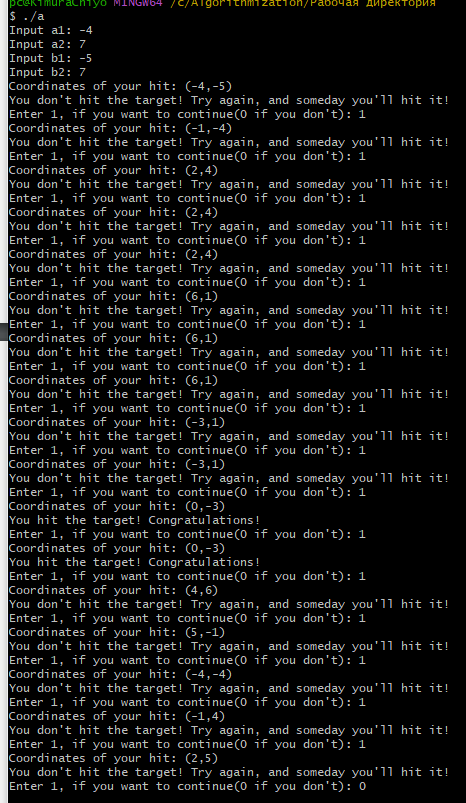 pc@KimuraChiyo MINGW64 /c/Algorithmization/Рабочая директория
$ ./a
Input a1: -4
Input a2: 7
Input b1: -5
Input b2: 7
Coordinates of your hit: (-4,-5)
You don't hit the target! Try again, and someday you'll hit it!
Enter 1, if you want to continue(0 if you don't): 1
Coordinates of your hit: (-1,-4)
You don't hit the target! Try again, and someday you'll hit it!
Enter 1, if you want to continue(0 if you don't): 1
Coordinates of your hit: (2,4)
You don't hit the target! Try again, and someday you'll hit it!
Enter 1, if you want to continue(0 if you don't): 1
Coordinates of your hit: (2,4)
You don't hit the target! Try again, and someday you'll hit it!
Enter 1, if you want to continue(0 if you don't): 1
Coordinates of your hit: (2,4)
You don't hit the target! Try again, and someday you'll hit it!
Enter 1, if you want to continue(0 if you don't): 1
Coordinates of your hit: (6,1)
You don't hit the target! Try again, and someday you'll hit it!
Enter 1, if you want to continue(0 if you don't): 1
Coordinates of your hit: (6,1)
You don't hit the target! Try again, and someday you'll hit it!
Enter 1, if you want to continue(0 if you don't): 1
Coordinates of your hit: (6,1)
You don't hit the target! Try again, and someday you'll hit it!
Enter 1, if you want to continue(0 if you don't): 1
Coordinates of your hit: (-3,1)
You don't hit the target! Try again, and someday you'll hit it!
Enter 1, if you want to continue(0 if you don't): 1
Coordinates of your hit: (-3,1)
You don't hit the target! Try again, and someday you'll hit it!
Enter 1, if you want to continue(0 if you don't): 1
Coordinates of your hit: (0,-3)
You hit the target! Congratulations!
Enter 1, if you want to continue(0 if you don't): 1
Coordinates of your hit: (0,-3)
You hit the target! Congratulations!
Enter 1, if you want to continue(0 if you don't): 1
Coordinates of your hit: (4,6)
You don't hit the target! Try again, and someday you'll hit it!
Enter 1, if you want to continue(0 if you don't): 1
Coordinates of your hit: (5,-1)
You don't hit the target! Try again, and someday you'll hit it!
Enter 1, if you want to continue(0 if you don't): 1
Coordinates of your hit: (-4,-4)
You don't hit the target! Try again, and someday you'll hit it!
Enter 1, if you want to continue(0 if you don't): 1
Coordinates of your hit: (-1,4)
You don't hit the target! Try again, and someday you'll hit it!
Enter 1, if you want to continue(0 if you don't): 1
Coordinates of your hit: (2,5)
You don't hit the target! Try again, and someday you'll hit it!
Enter 1, if you want to continue(0 if you don't): 0